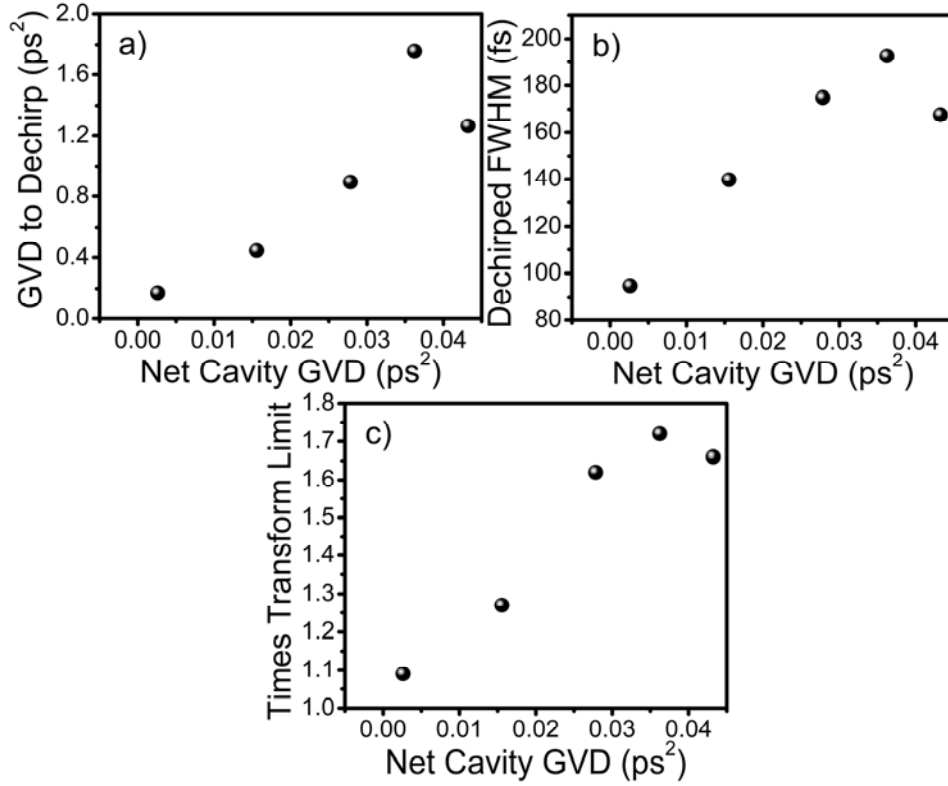 a)
GVD to Dechirp (ps²)
2.0
1.6
1.2
0.8
0.4
0.0
0.00 0.01 0.02 0.03 0.04
Net Cavity GVD (ps²)
b)
Dechirped FWHM (fs)
200
180
160
140
120
100
80
0.00 0.01 0.02 0.03 0.04
Net Cavity GVD (ps²)
c)
Times Transform Limit
1.8
1.7
1.6
1.5
1.4
1.3
1.2
1.1
1.0
0.00 0.01 0.02 0.03 0.04
Net Cavity GVD (ps²)